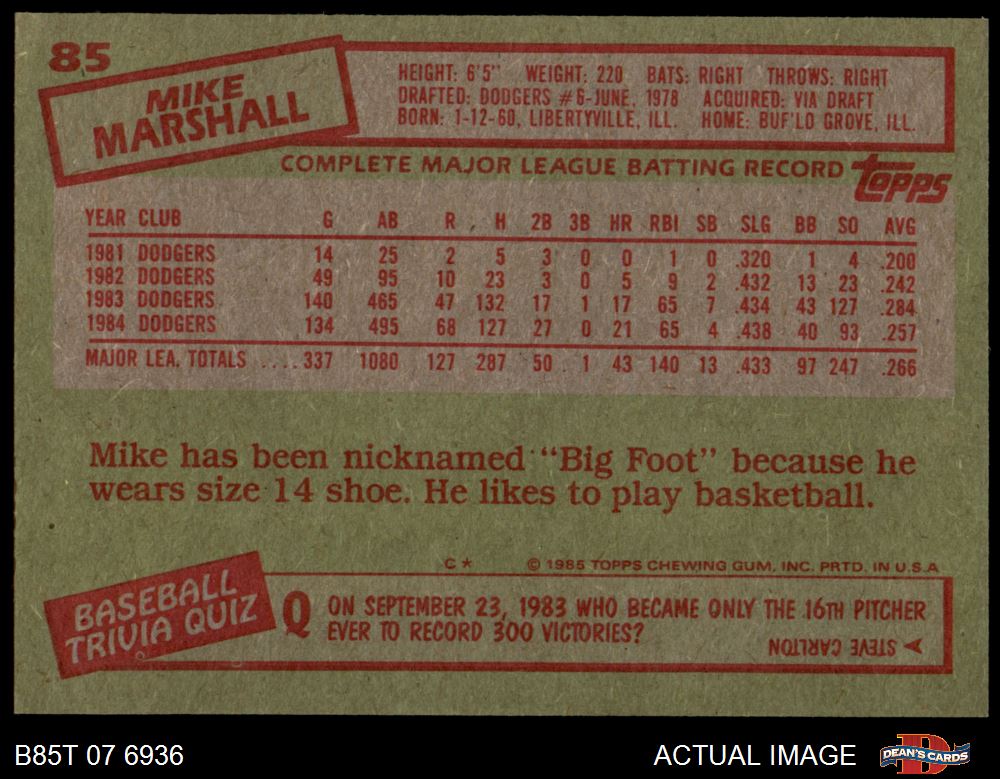 85
MIKE
MARSHALL
HEIGHT: 6'5" WEIGHT: 220 BATS: RIGHT THROWS: RIGHT
DRAFTED: DODGERS #6-JUNE, 1978 ACQUIRED: VIA DRAFT
BORN: 1-12-60, LIBERTYVILLE, ILL. HOME: BUF'LO GROVE, ILL.
COMPLETE MAJOR LEAGUE BATTING RECORD
topps
YEAR CLUB G AB R H 2B 3B HR RBI SB SLG BB SO AVG
1981 DODGERS 14 25 2 5 3 0 0 1 0 .320 1 4 .200
1982 DODGERS 49 95 10 23 3 0 5 9 2 .432 13 23 .242
1983 DODGERS 140 465 47 132 17 1 17 65 7 .434 43 127 .284
1984 DODGERS 134 495 68 127 27 0 21 65 4 .438 40 93 .257
MAJOR LEA. TOTALS ....337 1080 127 287 50 1 43 140 13 .433 97 247 .266
Mike has been nicknamed "Big Foot" because he
wears size 14 shoe. He likes to play basketball.
C* © 1985 TOPPS CHEWING GUM, INC. PRTD. IN U.S.A
BASEBALL
TRIVIA QUIZ
Q ON SEPTEMBER 23, 1983 WHO BECAME ONLY THE 16TH PITCHER
EVER TO RECORD 300 VICTORIES?
STEVE CARLTON
B85T 07 6936
ACTUAL IMAGE
DEAN'S CARDS